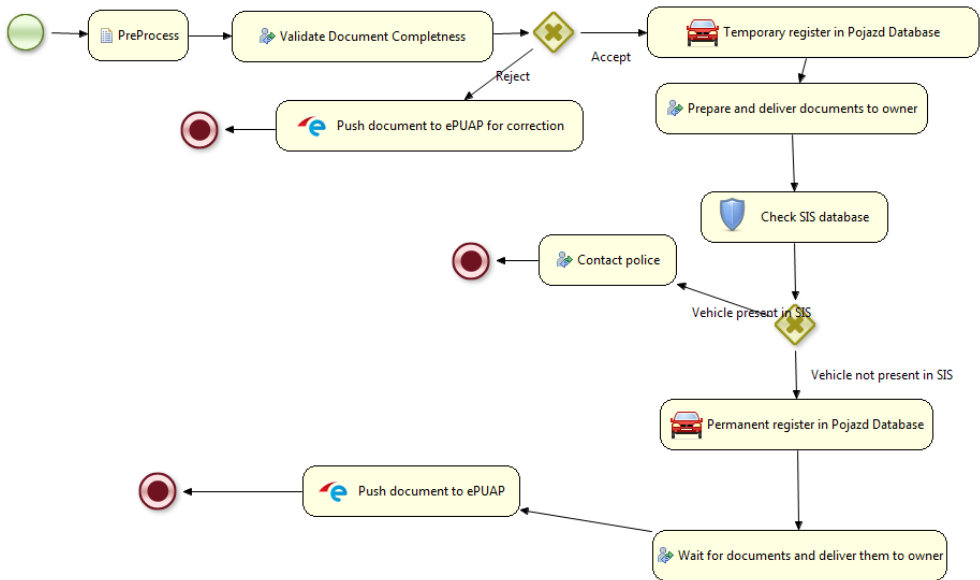 PreProcess
Validate Document Completness
Temporary register in Pojazd Database
Reject
Accept
Push document to ePUAP for correction
Prepare and deliver documents to owner
Check SIS database
Contact police
Vehicle present in SIS
Vehicle not present in SIS
Permanent register in Pojazd Database
Push document to ePUAP
Wait for documents and deliver them to owner